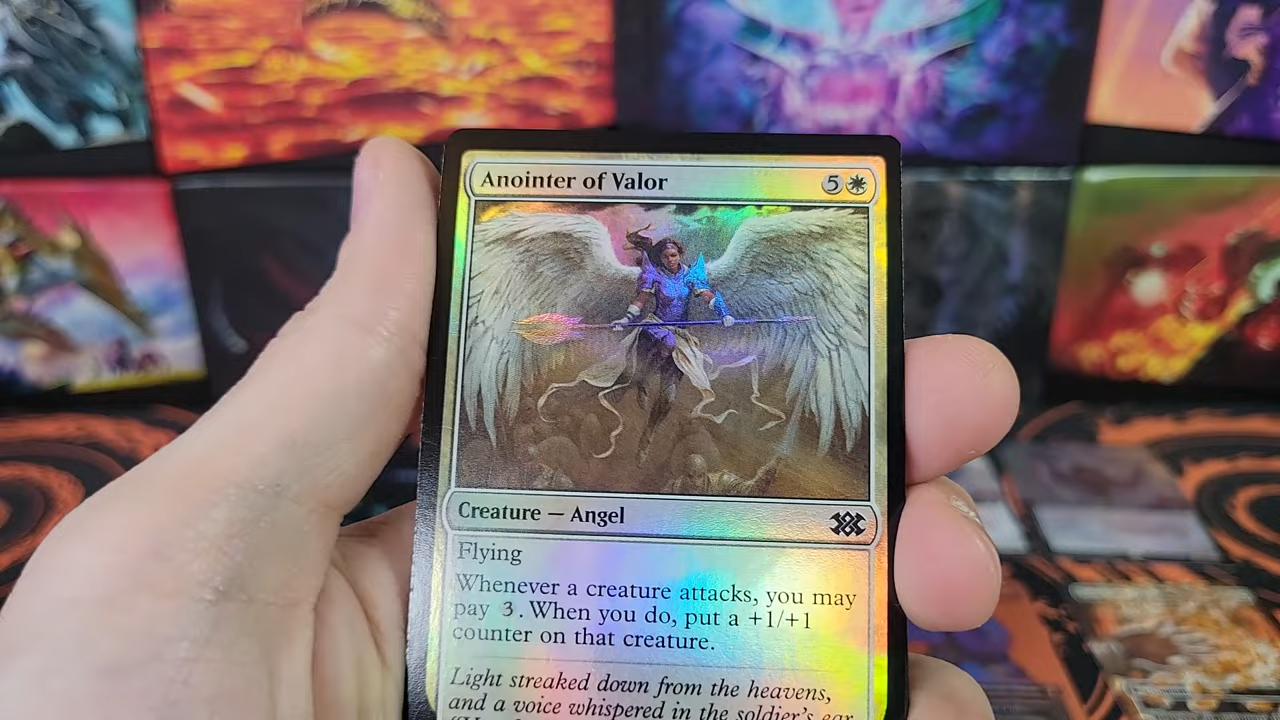 Anointer of Valor 5
Creature — Angel
Flying
Whenever a creature attacks, you may
pay 3. When you do, put a +1/+1
counter on that creature.
Light streaked down from the heavens,
and a voice whispered in the soldier's ear,